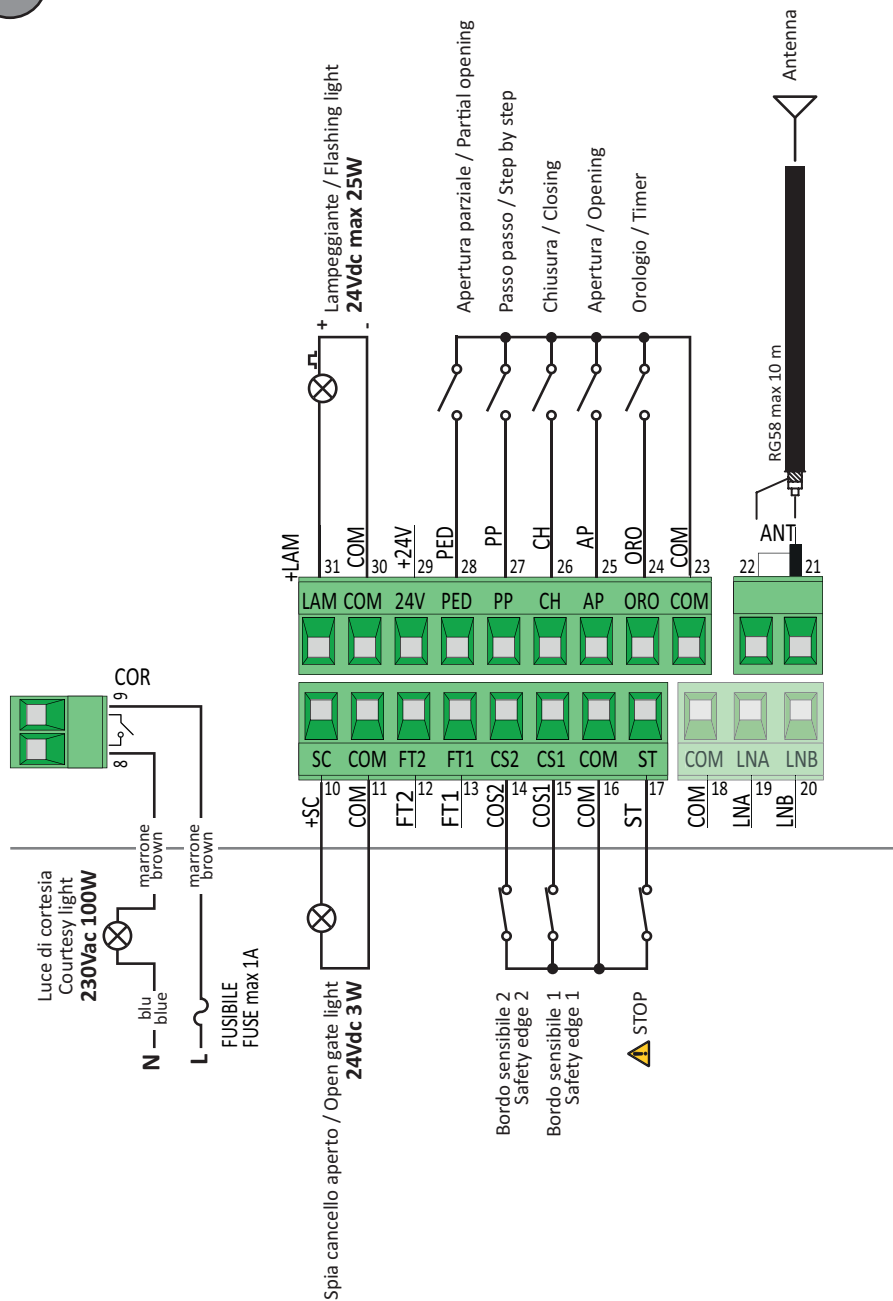 COR
8
9
marrone
brown
marrone
brown
Luce di cortesia
Courtesy light
230Vac 100W
blu
blue
N
L
FUSIBILE
FUSE max 1A
Lampeggiante / Flashing light
24Vdc max 25W
+
-
Apertura parziale / Partial opening
Passo passo / Step by step
Chiusura / Closing
Apertura / Opening
Orologio / Timer
Antenna
RG58 max 10 m
ANT
+LAM
COM
+24V
PED
PP
CH
AP
ORO
COM
31
30
29
28
27
26
25
24
23
22
21
LAM
COM
24V
PED
PP
CH
AP
ORO
COM
SC
COM
FT2
FT1
CS2
CS1
COM
ST
COM
LNA
LNB
10
11
12
13
14
15
16
17
18
19
20
+SC
COM
FT2
FT1
COS2
COS1
COM
ST
COM
LNA
LNB
Spia cancello aperto / Open gate light
24Vdc 3W
Bordo sensibile 2
Safety edge 2
Bordo sensibile 1
Safety edge 1
STOP